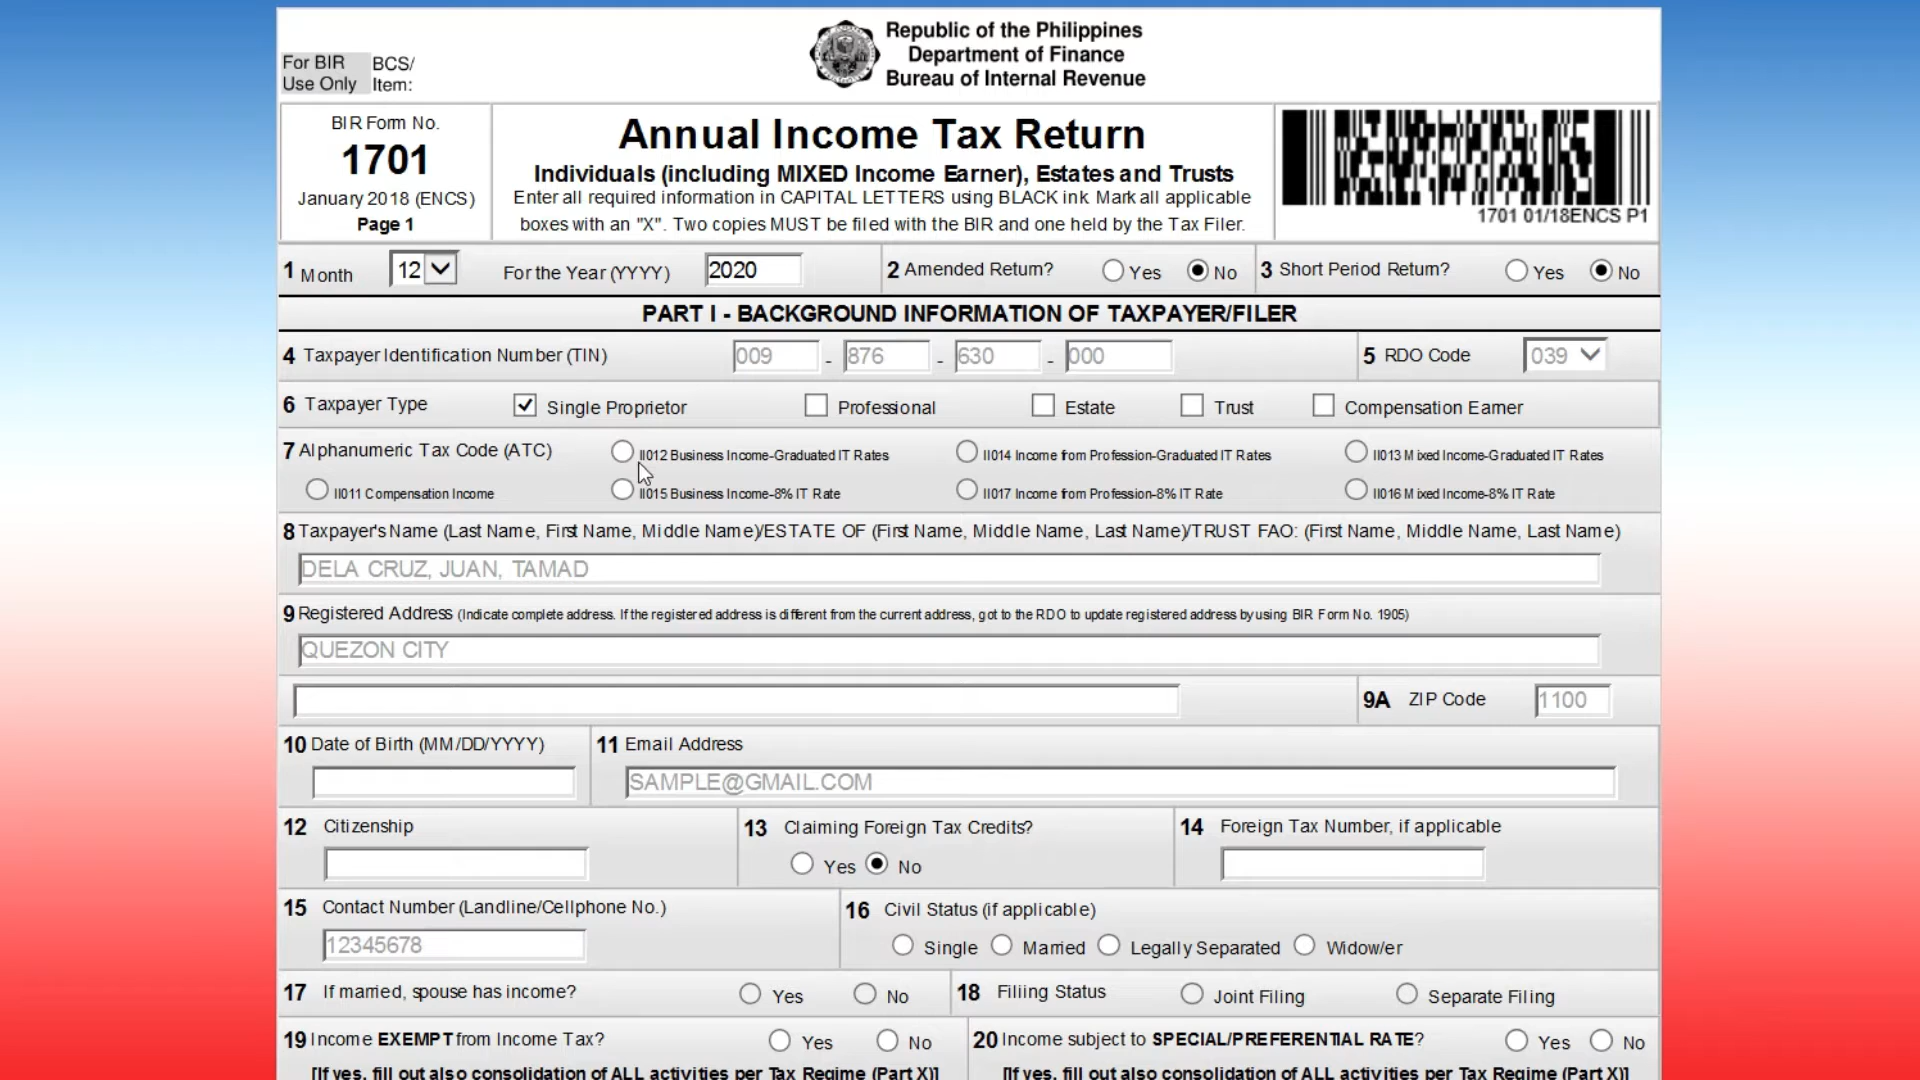 Republic of the Philippines
Department of Finance
Bureau of Internal Revenue
For BIR BCS/
Use Only Item:
BIR Form No.
1701
January 2018 (ENCS)
Page 1
Annual Income Tax Return
Individuals (including MIXED Income Earner), Estates and Trusts
Enter all required information in CAPITAL LETTERS using BLACK ink. Mark all applicable
boxes with an "X". Two copies MUST be filed with the BIR and one held by the Tax Filer.
1701 01/18ENCS P1
1 Month 12 For the Year (YYYY) 2020 2 Amended Return? Yes No 3 Short Period Return? Yes No
PART I - BACKGROUND INFORMATION OF TAXPAYER/FILER
4 Taxpayer Identification Number (TIN) 009 - 876 - 630 - 000 5 RDO Code 039
6 Taxpayer Type Single Proprietor Professional Estate Trust Compensation Earner
7 Alphanumeric Tax Code (ATC) II012 Business Income-Graduated IT Rates II014 Income from Profession-Graduated IT Rates II013 Mixed Income-Graduated IT Rates
II011 Compensation Income II015 Business Income-8% IT Rate II017 Income from Profession-8% IT Rate II016 Mixed Income-8% IT Rate
8 Taxpayer's Name (Last Name, First Name, Middle Name)/ESTATE OF (First Name, Middle Name, Last Name)/TRUST FAO: (First Name, Middle Name, Last Name)
DELA CRUZ, JUAN, TAMAD
9 Registered Address (Indicate complete address. If the registered address is different from the current address, got to the RDO to update registered address by using BIR Form No. 1905)
QUEZON CITY
9A ZIP Code 1100
10 Date of Birth (MM/DD/YYYY) 11 Email Address
SAMPLE@GMAIL.COM
12 Citizenship 13 Claiming Foreign Tax Credits? 14 Foreign Tax Number, if applicable
Yes No
15 Contact Number (Landline/Cellphone No.) 16 Civil Status (if applicable)
12345678 Single Married Legally Separated Widow/er
17 If married, spouse has income? Yes No 18 Filing Status Joint Filing Separate Filing
19 Income EXEMPT from Income Tax? Yes No 20 Income subject to SPECIAL/PREFERENTIAL RATE? Yes No
[If yes, fill out also consolidation of ALL activities per Tax Regime (Part X)] [If yes, fill out also consolidation of ALL activities per Tax Regime (Part X)]